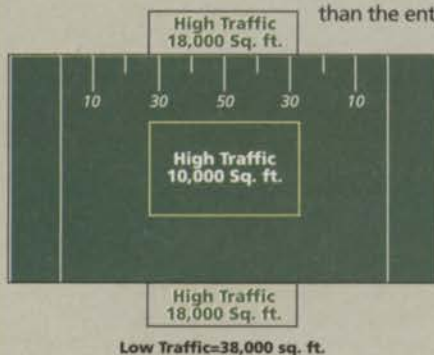 than the ent
High Traffic
18,000 Sq. ft.
10 30 50 30 10
High Traffic
10,000 Sq. ft.
High Traffic
18,000 Sq. ft.
Low Traffic=38,000 sq. ft.